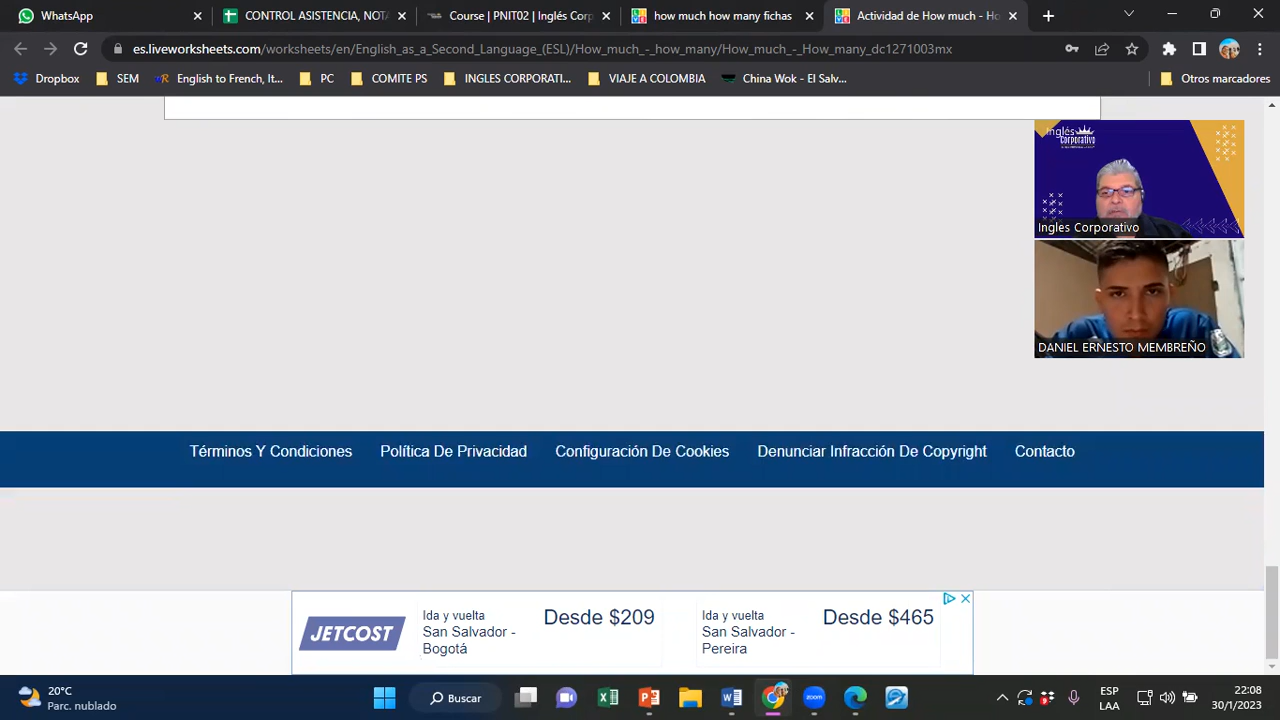 WhatsApp
CONTROL ASISTENCIA, NOTA
Course | PNIT02 | Inglés Corp
how much how many fichas
Actividad de How much - Ho
es.liveworksheets.com/worksheets/en/English_as_a_Second_Language_(ESL)/How_much_-_how_many/How_much_-_How_many_dc1271003mx
Dropbox
SEM
English to French, It...
PC
COMITE PS
INGLES CORPORATI...
VIAJE A COLOMBIA
China Wok - El Salv...
Otros marcadores
Inglés
Corporativo
Ingles Corporativo
DANIEL ERNESTO MEMBREÑO
Términos Y Condiciones
Política De Privacidad
Configuración De Cookies
Denunciar Infracción De Copyright
Contacto
JETCOST
Ida y vuelta
San Salvador -
Bogotá
Desde $209
Ida y vuelta
San Salvador -
Pereira
Desde $465
20°C
Parc. nublado
Buscar
zoom
ESP
LAA
22:08
30/1/2023